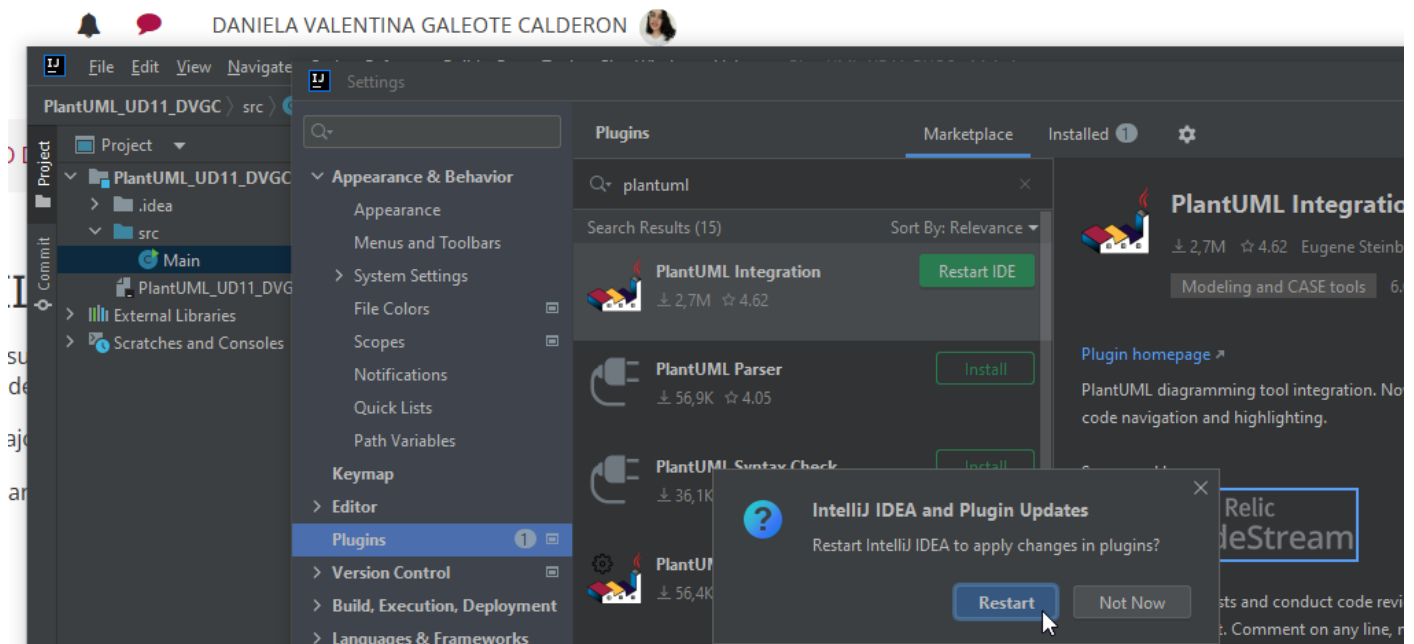 DANIELA VALENTINA GALEOTE CALDERON
File Edit View Navigate
Settings
PlantUML_UD11_DVGC src
Project
Commit
Project
PlantUML_UD11_DVGC
.idea
src
Main
PlantUML_UD11_DVG
External Libraries
Scratches and Consoles
Appearance & Behavior
Appearance
Menus and Toolbars
System Settings
File Colors
Scopes
Notifications
Quick Lists
Path Variables
Keymap
Editor
Plugins 1
Version Control
Build, Execution, Deployment
Languages & Frameworks
Plugins Marketplace Installed 1
plantuml
Search Results (15) Sort By: Relevance
PlantUML Integration Restart IDE
2,7M 4.62
PlantUML Parser Install
56,9K 4.05
PlantUML Syntax Check Install
36,1K
PlantUM
56,4K
PlantUML Integratio
2,7M 4.62 Eugene Steinb
Modeling and CASE tools 6.
Plugin homepage ↗
PlantUML diagramming tool integration. No
code navigation and highlighting.
Relic
deStream
sts and conduct code revi
t. Comment on any line, r
IntelliJ IDEA and Plugin Updates
Restart IntelliJ IDEA to apply changes in plugins?
Restart Not Now